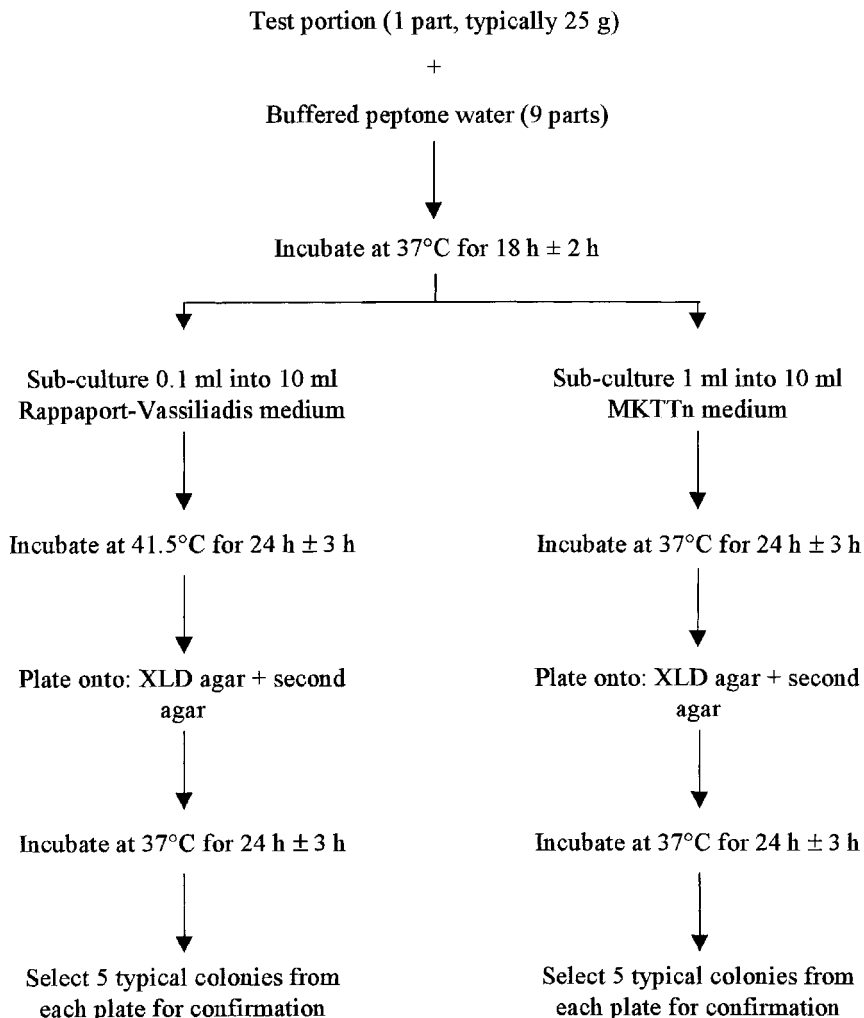 Test portion (1 part, typically 25 g)
+
Buffered peptone water (9 parts)
Incubate at 37°C for 18 h ± 2 h
Sub-culture 0.1 ml into 10 ml
Rappaport-Vassiliadis medium
Incubate at 41.5°C for 24 h ± 3 h
Plate onto: XLD agar + second
agar
Incubate at 37°C for 24 h ± 3 h
Select 5 typical colonies from
each plate for confirmation
Sub-culture 1 ml into 10 ml
MKTTn medium
Incubate at 37°C for 24 h ± 3 h
Plate onto: XLD agar + second
agar
Incubate at 37°C for 24 h ± 3 h
Select 5 typical colonies from
each plate for confirmation